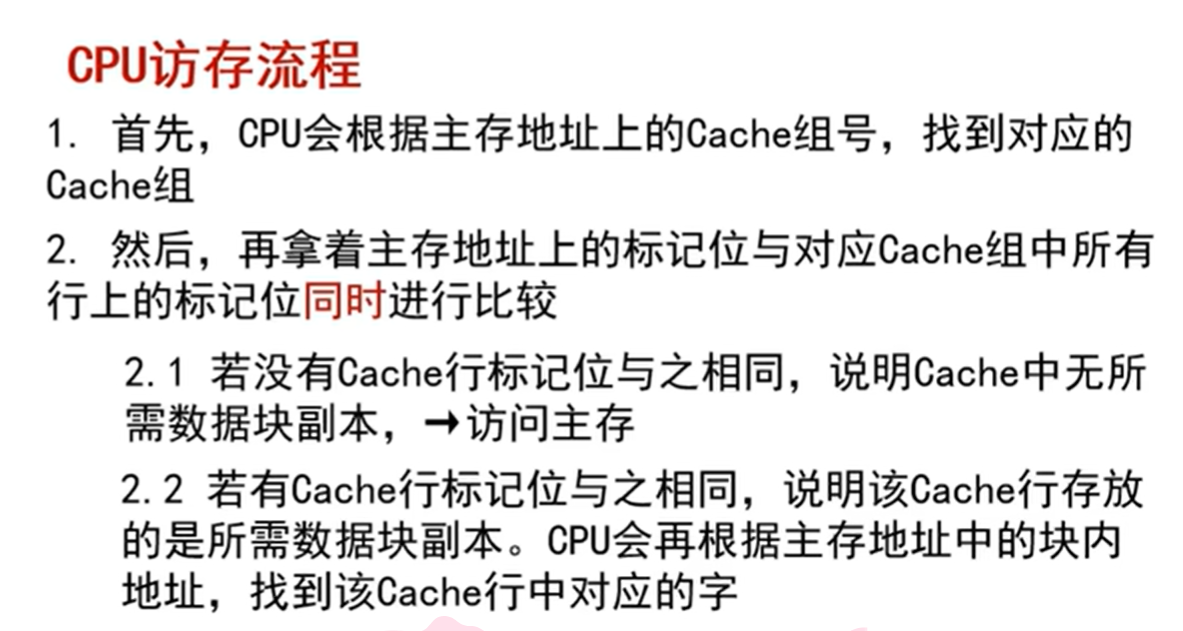 CPU访存流程
1. 首先，CPU会根据主存地址上的Cache组号，找到对应的
Cache组
2. 然后，再拿着主存地址上的标记位与对应Cache组中所有
行上的标记位同时进行比较
2.1 若没有Cache行标记位与之相同，说明Cache中无所
需数据块副本，→访问主存
2.2 若有Cache行标记位与之相同，说明该Cache行存放
的是所需数据块副本。CPU会再根据主存地址中的块内
地址，找到该Cache行中对应的字